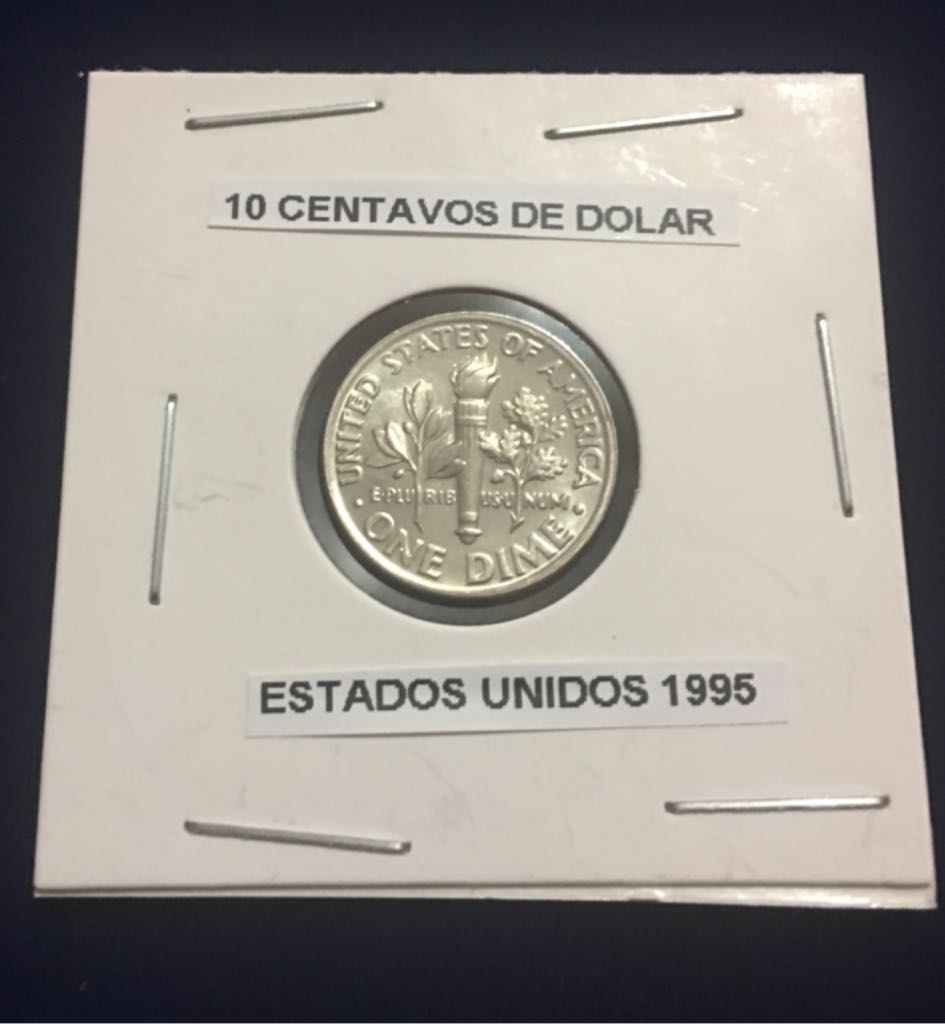 10 CENTAVOS DE DOLAR
UNITED STATES OF AMERICA
E·PLURIBUS·UNUM
· ONE DIME ·
ESTADOS UNIDOS 1995